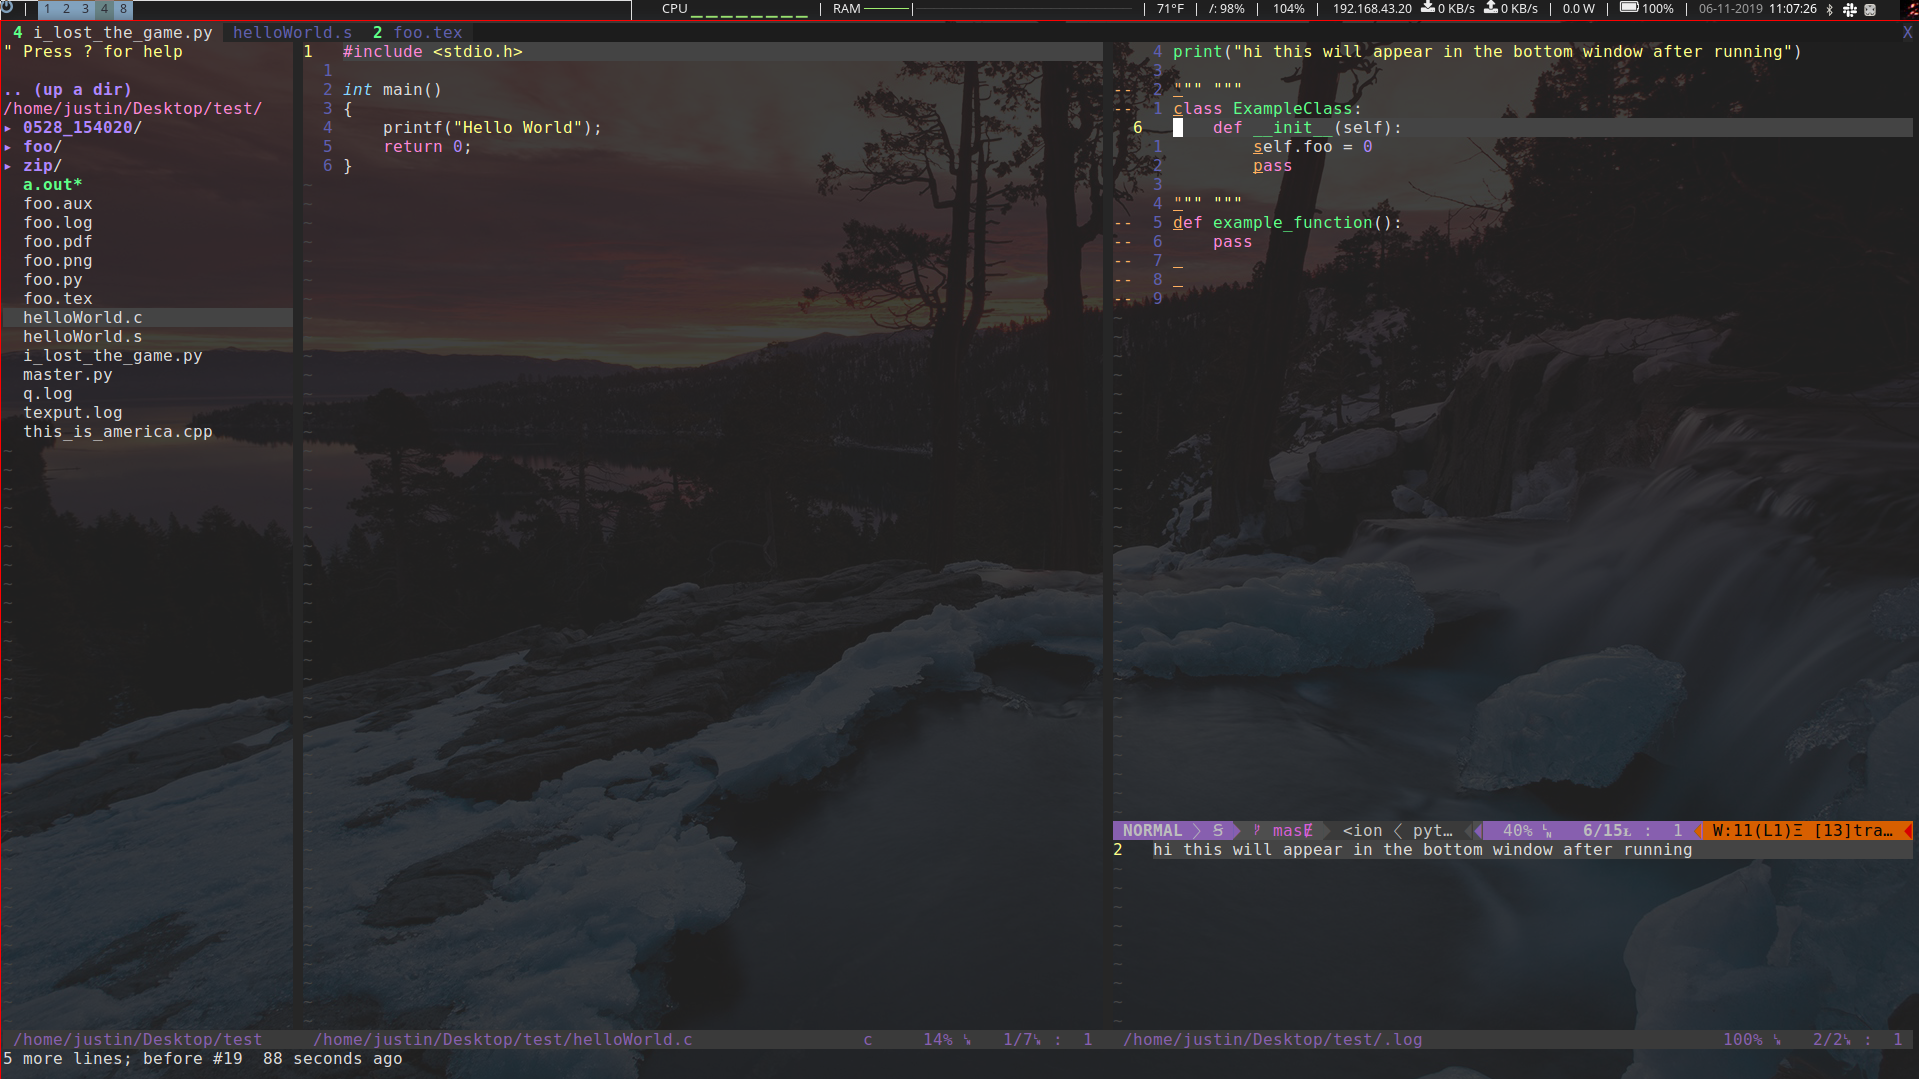 1 2 3 4 8 CPU RAM 71°F /: 98% 104% 192.168.43.20 0 KB/s 0 KB/s 0.0 W 100% 06-11-2019 11:07:26
4 i_lost_the_game.py helloWorld.s 2 foo.tex X
" Press ? for help
.. (up a dir)
/home/justin/Desktop/test/
▸ 0528_154020/
▸ foo/
▸ zip/
a.out*
foo.aux
foo.log
foo.pdf
foo.png
foo.py
foo.tex
helloWorld.c
helloWorld.s
i_lost_the_game.py
master.py
q.log
texput.log
this_is_america.cpp
1 #include <stdio.h>
1
2 int main()
3 {
4     printf("Hello World");
5     return 0;
6 }
4 print("hi this will appear in the bottom window after running")
3
-- 2 """ """
-- 1 class ExampleClass:
6     def __init__(self):
1         self.foo = 0
2         pass
3
4 """ """
-- 5 def example_function():
-- 6     pass
-- 7
-- 8
-- 9
NORMAL <ion pyt… 40% 6/15 : 1 W:11(L1) [13]tra…
2 hi this will appear in the bottom window after running
/home/justin/Desktop/test /home/justin/Desktop/test/helloWorld.c c 14% 1/7 : 1 /home/justin/Desktop/test/.log 100% 2/2 : 1
5 more lines; before #19  88 seconds ago